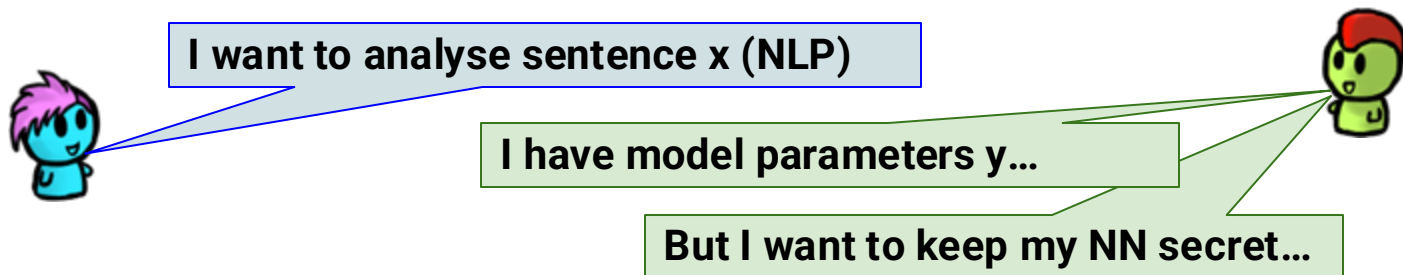 I want to analyse sentence x (NLP)
I have model parameters y…
But I want to keep my NN secret…